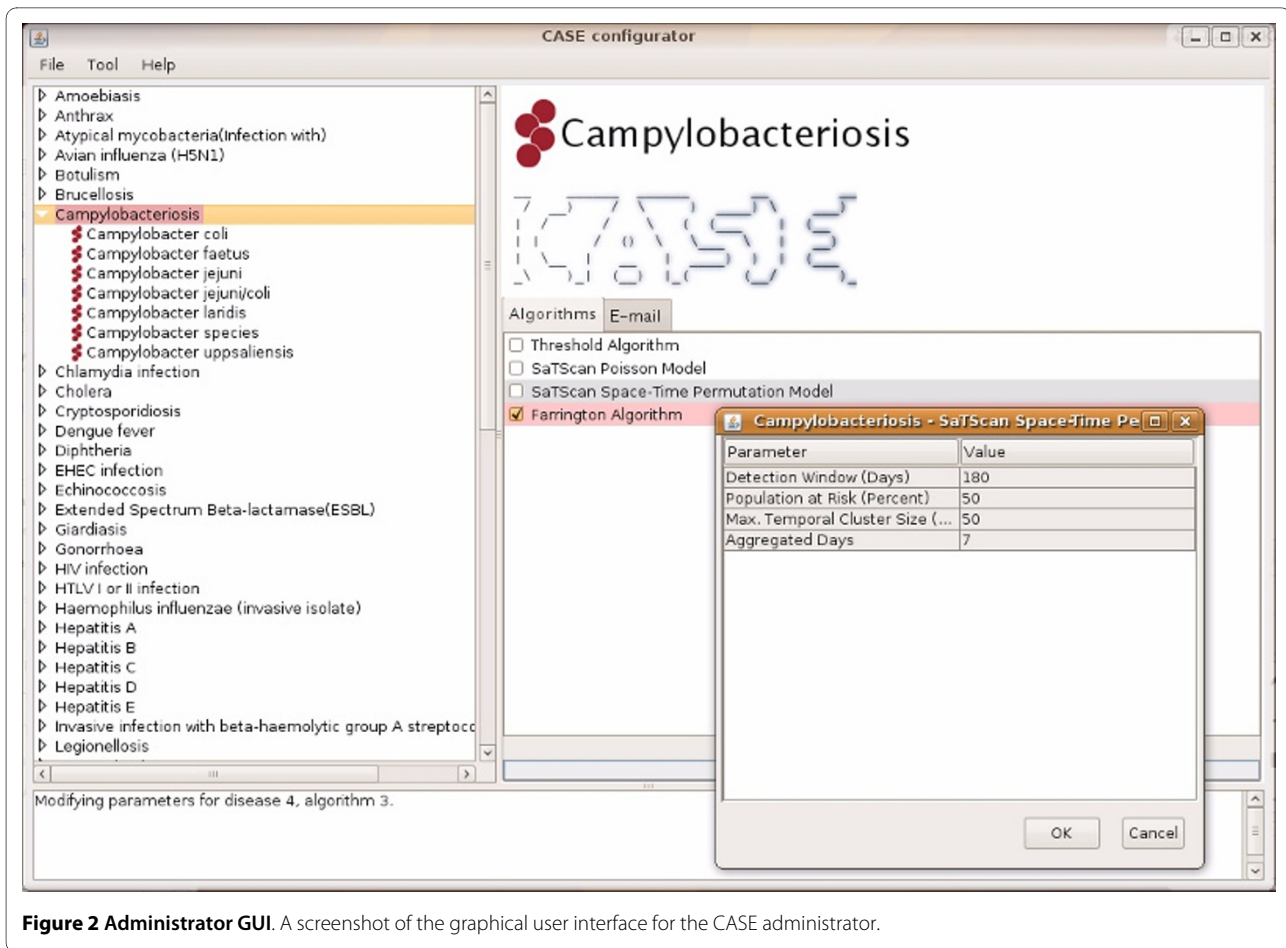 CASE configurator
File Tool Help
Amoebiasis
Anthrax
Atypical mycobacteria(Infection with)
Avian influenza (H5N1)
Botulism
Brucellosis
Campylobacteriosis
Campylobacter coli
Campylobacter faetus
Campylobacter jejuni
Campylobacter jejuni/coli
Campylobacter laridis
Campylobacter species
Campylobacter uppsaliensis
Chlamydia infection
Cholera
Cryptosporidiosis
Dengue fever
Diphtheria
EHEC infection
Echinococcosis
Extended Spectrum Beta-lactamase(ESBL)
Giardiasis
Gonorrhoea
HIV infection
HTLV I or II infection
Haemophilus influenzae (invasive isolate)
Hepatitis A
Hepatitis B
Hepatitis C
Hepatitis D
Hepatitis E
Invasive infection with beta-haemolytic group A streptoc
Legionellosis
Campylobacteriosis
CASE
Algorithms E-mail
Threshold Algorithm
SaTScan Poisson Model
SaTScan Space-Time Permutation Model
Farrington Algorithm
Campylobacteriosis - SaTScan Space-Time Pe
Parameter Value
Detection Window (Days) 180
Population at Risk (Percent) 50
Max. Temporal Cluster Size (... 50
Aggregated Days 7
OK Cancel
Modifying parameters for disease 4, algorithm 3.
Figure 2 Administrator GUI. A screenshot of the graphical user interface for the CASE administrator.